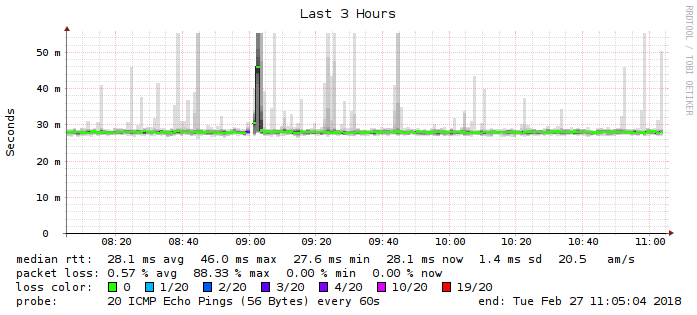 Last 3 Hours
RRDTOOL / TOBI OETIKER
Seconds
50 m
40 m
30 m
20 m
10 m
0
08:20 08:40 09:00 09:20 09:40 10:00 10:20 10:40 11:00
median rtt: 28.1 ms avg 46.0 ms max 27.6 ms min 28.1 ms now 1.4 ms sd 20.5 am/s
packet loss: 0.57 % avg 88.33 % max 0.00 % min 0.00 % now
loss color: 0 1/20 2/20 3/20 4/20 10/20 19/20
probe: 20 ICMP Echo Pings (56 Bytes) every 60s end: Tue Feb 27 11:05:04 2018